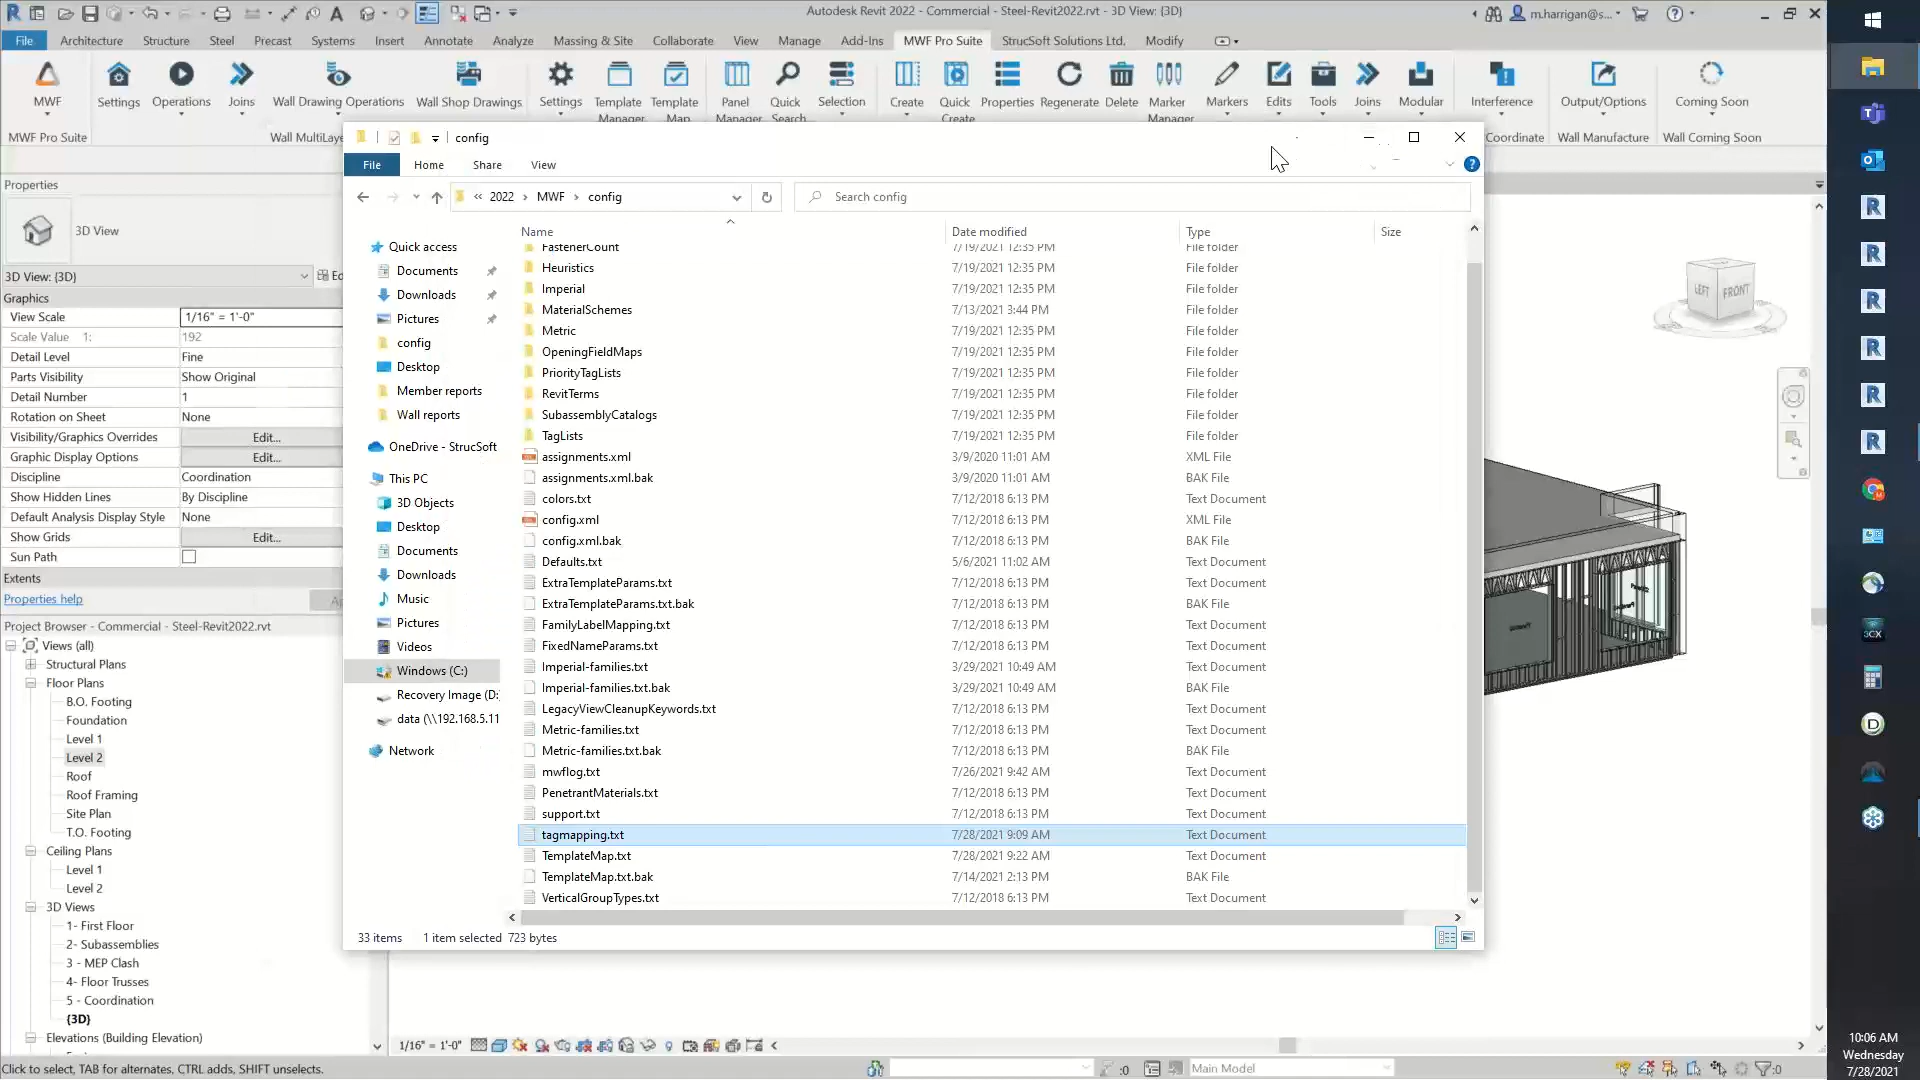 Autodesk Revit 2022 - Commercial - Steel-Revit2022.rvt - 3D View: {3D}
m.harrigan@s...
File Architecture Structure Steel Precast Systems Insert Annotate Analyze Massing & Site Collaborate View Manage Add-Ins MWF Pro Suite StrucSoft Solutions Ltd. Modify
MWF Settings Operations Joins Wall Drawing Operations Wall Shop Drawings Settings Template Manager Template Map Panel Manager Quick Search Selection Create Quick Create Properties Regenerate Delete Marker Manager Markers Edits Tools Joins Modular Interference Output/Options Coming Soon
MWF Pro Suite Coordinate Wall Manufacture Wall Coming Soon
config
File Home Share View
« 2022 › MWF › config
Search config
Name Date modified Type Size
FastenerCount 7/19/2021 12:35 PM File folder
Heuristics 7/19/2021 12:35 PM File folder
Imperial 7/19/2021 12:35 PM File folder
MaterialSchemes 7/13/2021 3:44 PM File folder
Metric 7/19/2021 12:35 PM File folder
OpeningFieldMaps 7/19/2021 12:35 PM File folder
PriorityTagLists 7/19/2021 12:35 PM File folder
RevitTerms 7/19/2021 12:35 PM File folder
SubassemblyCatalogs 7/19/2021 12:35 PM File folder
TagLists 7/19/2021 12:35 PM File folder
assignments.xml 3/9/2020 11:01 AM XML File
assignments.xml.bak 3/9/2020 11:01 AM BAK File
colors.txt 7/12/2018 6:13 PM Text Document
config.xml 7/12/2018 6:13 PM XML File
config.xml.bak 7/12/2018 6:13 PM BAK File
Defaults.txt 5/6/2021 11:02 AM Text Document
ExtraTemplateParams.txt 7/12/2018 6:13 PM Text Document
ExtraTemplateParams.txt.bak 7/12/2018 6:13 PM BAK File
FamilyLabelMapping.txt 7/12/2018 6:13 PM Text Document
FixedNameParams.txt 7/12/2018 6:13 PM Text Document
Imperial-families.txt 3/29/2021 10:49 AM Text Document
Imperial-families.txt.bak 3/29/2021 10:49 AM BAK File
LegacyViewCleanupKeywords.txt 7/12/2018 6:13 PM Text Document
Metric-families.txt 7/12/2018 6:13 PM Text Document
Metric-families.txt.bak 7/12/2018 6:13 PM BAK File
mwflog.txt 7/26/2021 9:42 AM Text Document
PenetrantMaterials.txt 7/12/2018 6:13 PM Text Document
support.txt 7/12/2018 6:13 PM Text Document
tagmapping.txt 7/28/2021 9:09 AM Text Document
TemplateMap.txt 7/28/2021 9:22 AM Text Document
TemplateMap.txt.bak 7/14/2021 2:13 PM BAK File
VerticalGroupTypes.txt 7/12/2018 6:13 PM Text Document
33 items 1 item selected 723 bytes
Quick access
Documents
Downloads
Pictures
config
Desktop
Member reports
Wall reports
OneDrive - StrucSoft
This PC
3D Objects
Desktop
Documents
Downloads
Music
Pictures
Videos
Windows (C:)
Recovery Image (D:
data (\\192.168.5.11
Network
Properties
3D View
3D View: {3D}
Graphics
View Scale 1/16" = 1'-0"
Scale Value 1: 192
Detail Level Fine
Parts Visibility Show Original
Detail Number 1
Rotation on Sheet None
Visibility/Graphics Overrides Edit...
Graphic Display Options Edit...
Discipline Coordination
Show Hidden Lines By Discipline
Default Analysis Display Style None
Show Grids Edit...
Sun Path
Extents
Properties help
Project Browser - Commercial - Steel-Revit2022.rvt
Views (all)
Structural Plans
Floor Plans
B.O. Footing
Foundation
Level 1
Level 2
Roof
Roof Framing
Site Plan
T.O. Footing
Ceiling Plans
Level 1
Level 2
3D Views
1- First Floor
2- Subassemblies
3 - MEP Clash
4- Floor Trusses
5 - Coordination
{3D}
Elevations (Building Elevation)
LEFT FRONT
1/16" = 1'-0"
Click to select, TAB for alternates, CTRL adds, SHIFT unselects.
:0
Main Model
:0
3CX
10:06 AM
Wednesday
7/28/2021